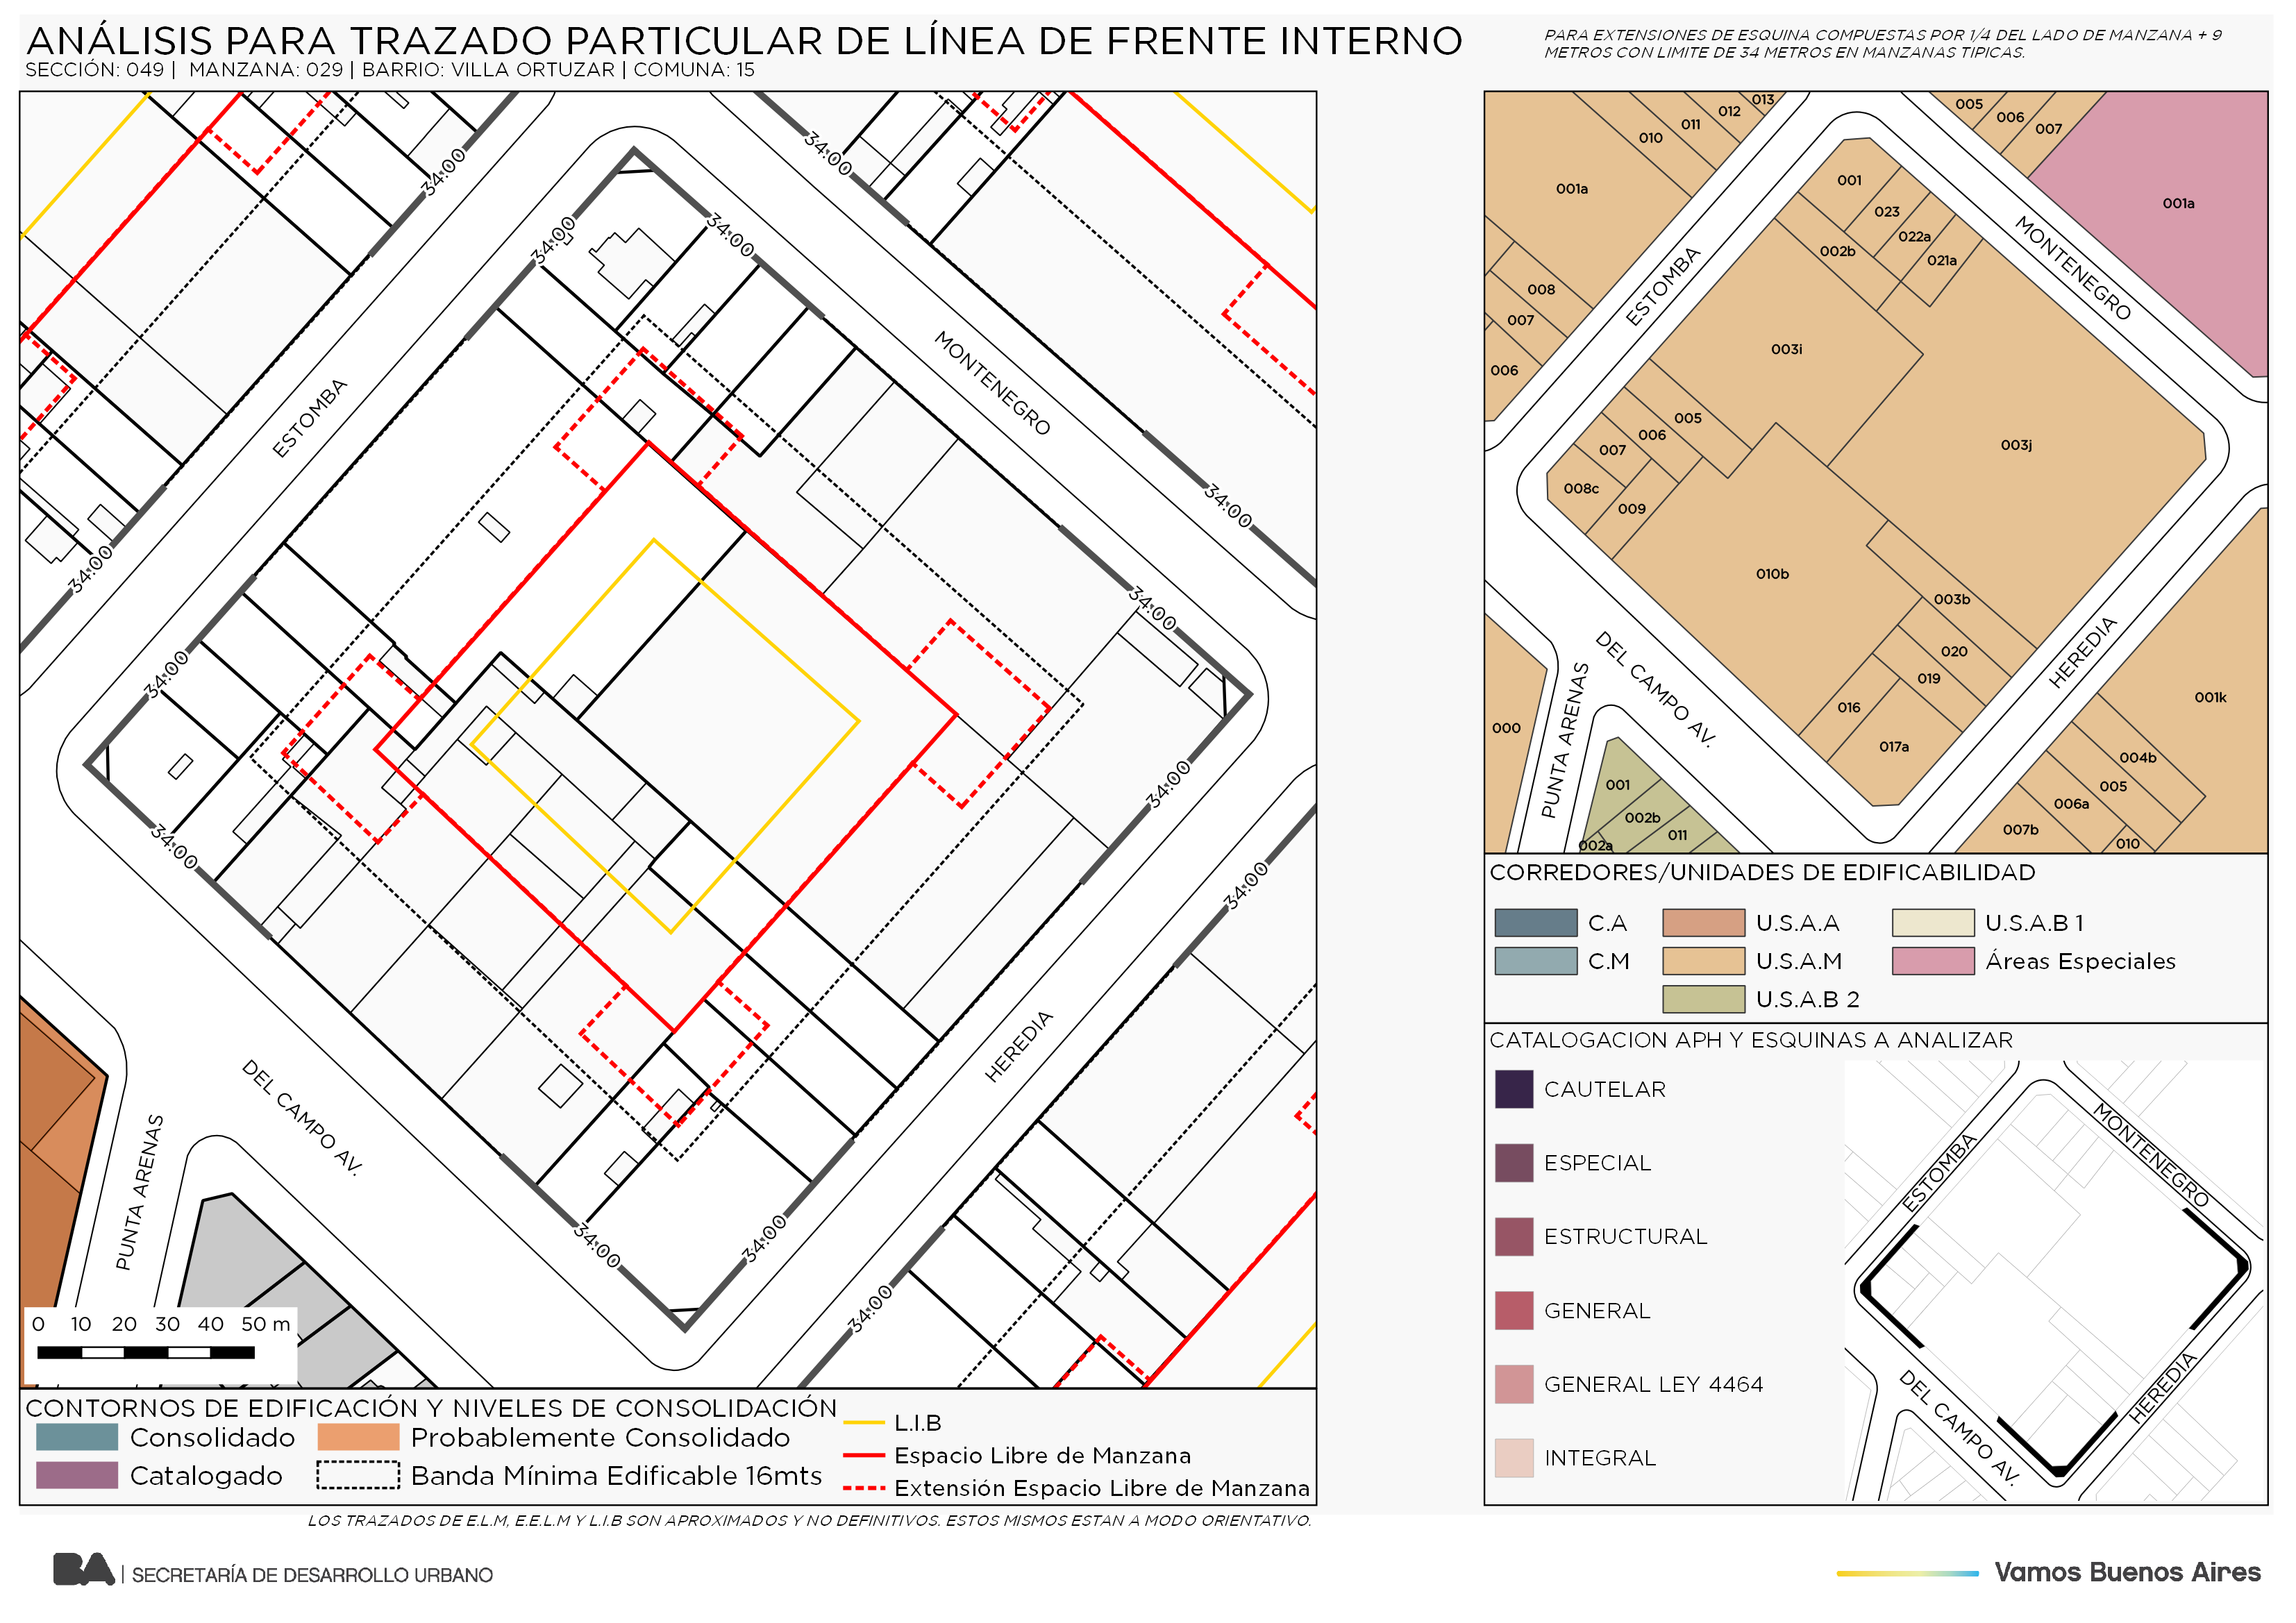 ANÁLISIS PARA TRAZADO PARTICULAR DE LÍNEA DE FRENTE INTERNO
SECCIÓN: 049 | MANZANA: 029 | BARRIO: VILLA ORTUZAR | COMUNA: 15
PARA EXTENSIONES DE ESQUINA COMPUESTAS POR 1/4 DEL LADO DE MANZANA + 9
METROS CON LIMITE DE 34 METROS EN MANZANAS TIPICAS.
34:00
34:00
34:00
34:00
ESTOMBA
MONTENEGRO
34:00
34:00
34:00
34:00
34:00
34:00
34:00
HEREDIA
DEL CAMPO AV.
PUNTA ARENAS
34:00
34:00
34:00
0 10 20 30 40 50 m
CONTORNOS DE EDIFICACIÓN Y NIVELES DE CONSOLIDACIÓN
Consolidado
Probablemente Consolidado
Catalogado
Banda Mínima Edificable 16mts
L.I.B
Espacio Libre de Manzana
Extensión Espacio Libre de Manzana
LOS TRAZADOS DE E.L.M, E.E.L.M Y L.I.B SON APROXIMADOS Y NO DEFINITIVOS. ESTOS MISMOS ESTAN A MODO ORIENTATIVO.
013
012
011
010
001a
005
006
007
001a
001
023
022a
021a
002b
MONTENEGRO
ESTOMBA
008
007
006
003i
003j
005
006
007
008c
009
010b
003b
020
019
016
017a
HEREDIA
DEL CAMPO AV.
PUNTA ARENAS
000
001k
004b
005
006a
007b
010
001
002b
011
002a
CORREDORES/UNIDADES DE EDIFICABILIDAD
C.A
U.S.A.A
U.S.A.B 1
C.M
U.S.A.M
Áreas Especiales
U.S.A.B 2
CATALOGACION APH Y ESQUINAS A ANALIZAR
CAUTELAR
ESPECIAL
ESTRUCTURAL
GENERAL
GENERAL LEY 4464
INTEGRAL
MONTENEGRO
ESTOMBA
HEREDIA
DEL CAMPO AV.
BA | SECRETARÍA DE DESARROLLO URBANO
Vamos Buenos Aires